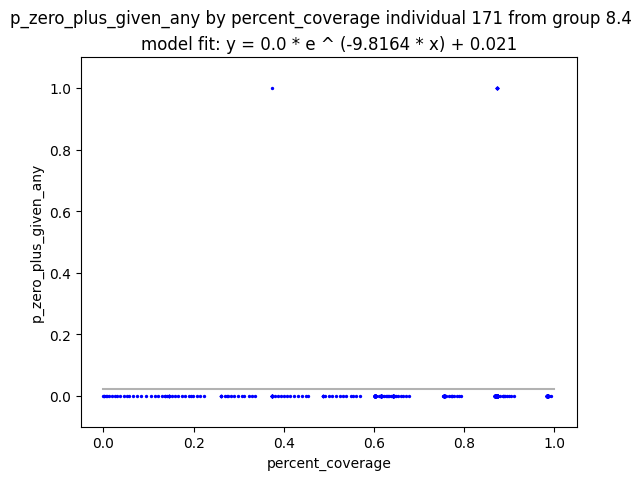 p_zero_plus_given_any by percent_coverage individual 171 from group 8.4
model fit: y = 0.0 * e ^ (-9.8164 * x) + 0.021
1.0
0.8
0.6
0.4
0.2
0.0
p_zero_plus_given_any
0.0 0.2 0.4 0.6 0.8 1.0
percent_coverage